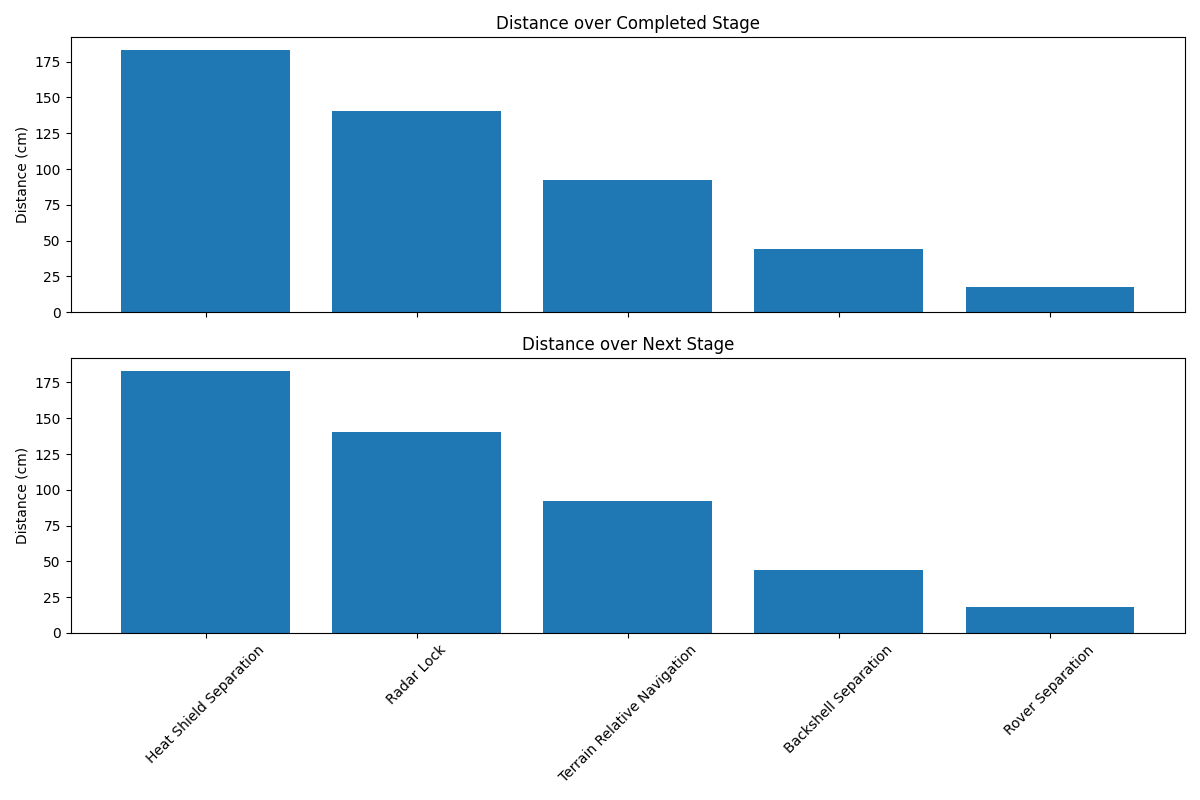 Distance over Completed Stage
Distance (cm)
175
150
125
100
75
50
25
0
Distance over Next Stage
Distance (cm)
175
150
125
100
75
50
25
0
Heat Shield Separation
Radar Lock
Terrain Relative Navigation
Backshell Separation
Rover Separation